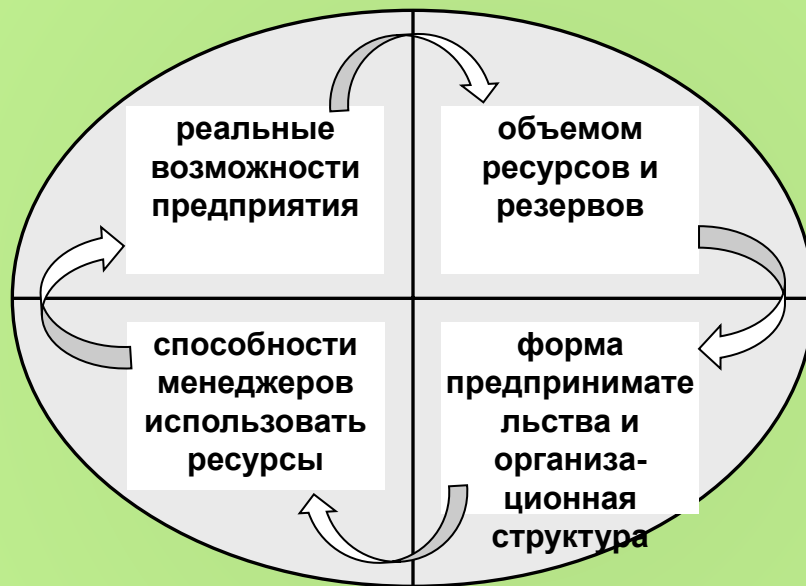 реальные
возможности
предприятия
объемом
ресурсов и
резервов
способности
менеджеров
использовать
ресурсы
форма
предпринимате
льства и
организа-
ционная
структура